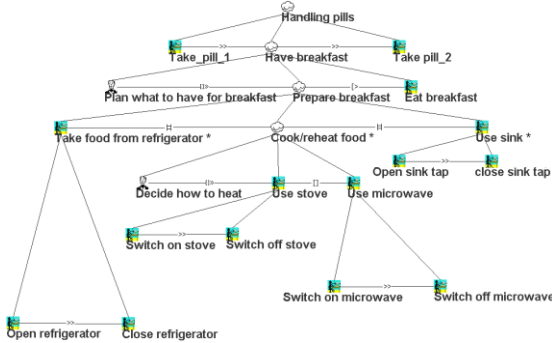 Handling pills
Take_pill_1 >> Have breakfast >> Take pill_2
Plan what to have for breakfast []>> Prepare breakfast [> Eat breakfast
Take food from refrigerator * |=| Cook/reheat food * |=| Use sink *
Open sink tap >> close sink tap
Decide how to heat []>> Use stove [] Use microwave
Switch on stove >> Switch off stove
Switch on microwave >> Switch off microwave
Open refrigerator >> Close refrigerator